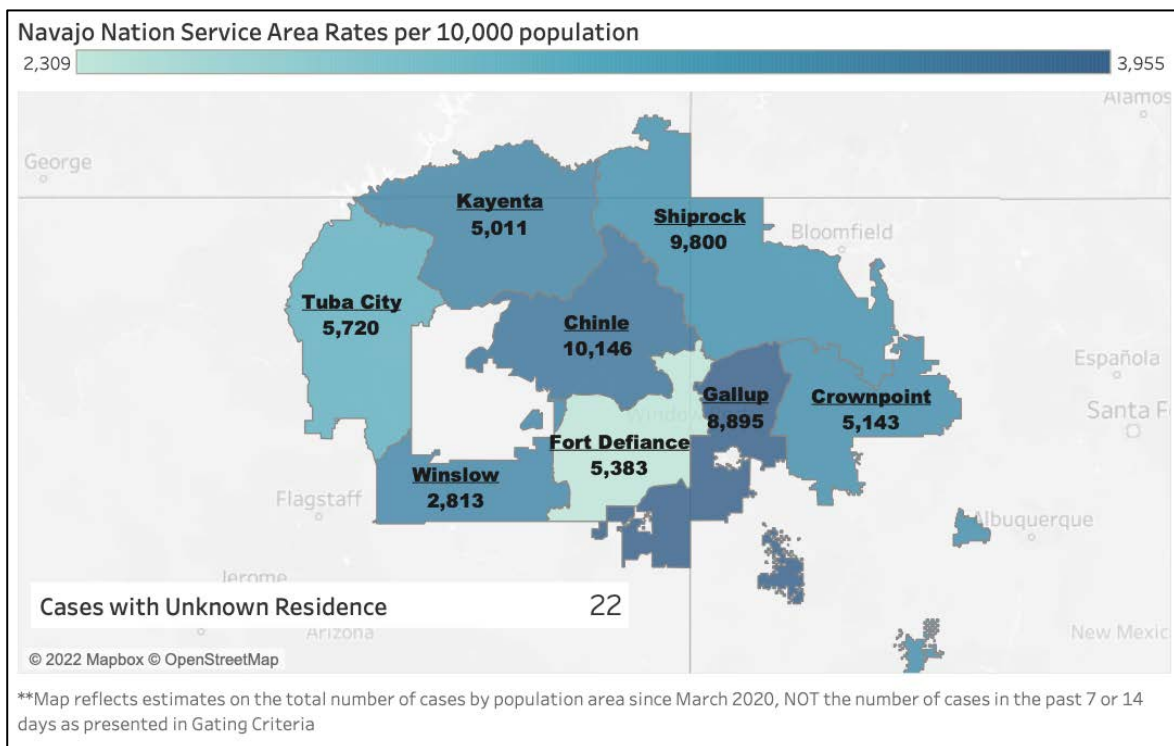 Navajo Nation Service Area Rates per 10,000 population
2,309
3,955
Alamos
George
Kayenta
5,011
Shiprock
9,800
Bloomfield
Tuba City
5,720
Chinle
10,146
Española
Gallup
8,895
Crownpoint
5,143
Santa F
Window
Fort Defiance
5,383
Winslow
2,813
Flagstaff
Albuquerque
Jerome
Cases with Unknown Residence 22
Arizona
New Mexic
© 2022 Mapbox © OpenStreetMap
**Map reflects estimates on the total number of cases by population area since March 2020, NOT the number of cases in the past 7 or 14
days as presented in Gating Criteria